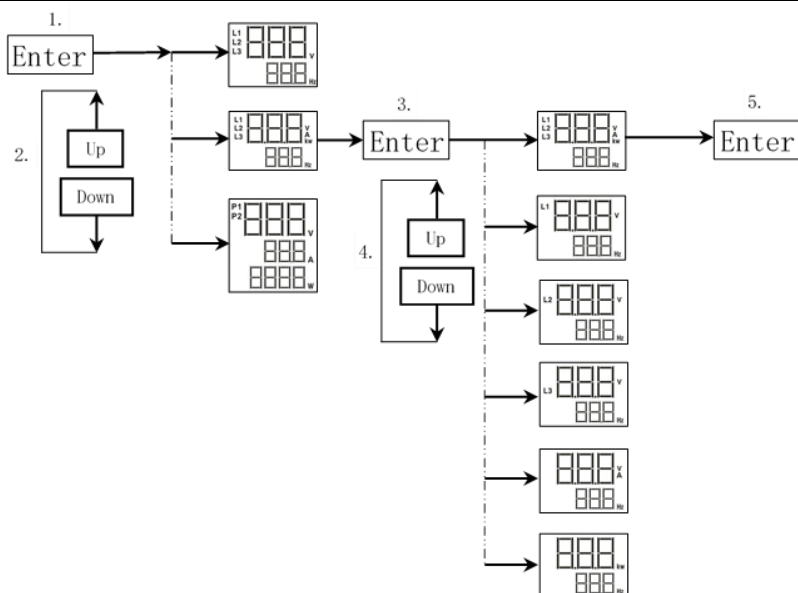 1.
Enter
2.
Up
Down
L1
L2
L3
V
Hz
L1
L2
L3
V
A
kw
Hz
P1
P2
V
A
W
3.
Enter
4.
Up
Down
L1
L2
L3
V
A
kw
Hz
L1
V
Hz
L2
V
Hz
L3
V
Hz
V
A
Hz
kw
Hz
5.
Enter